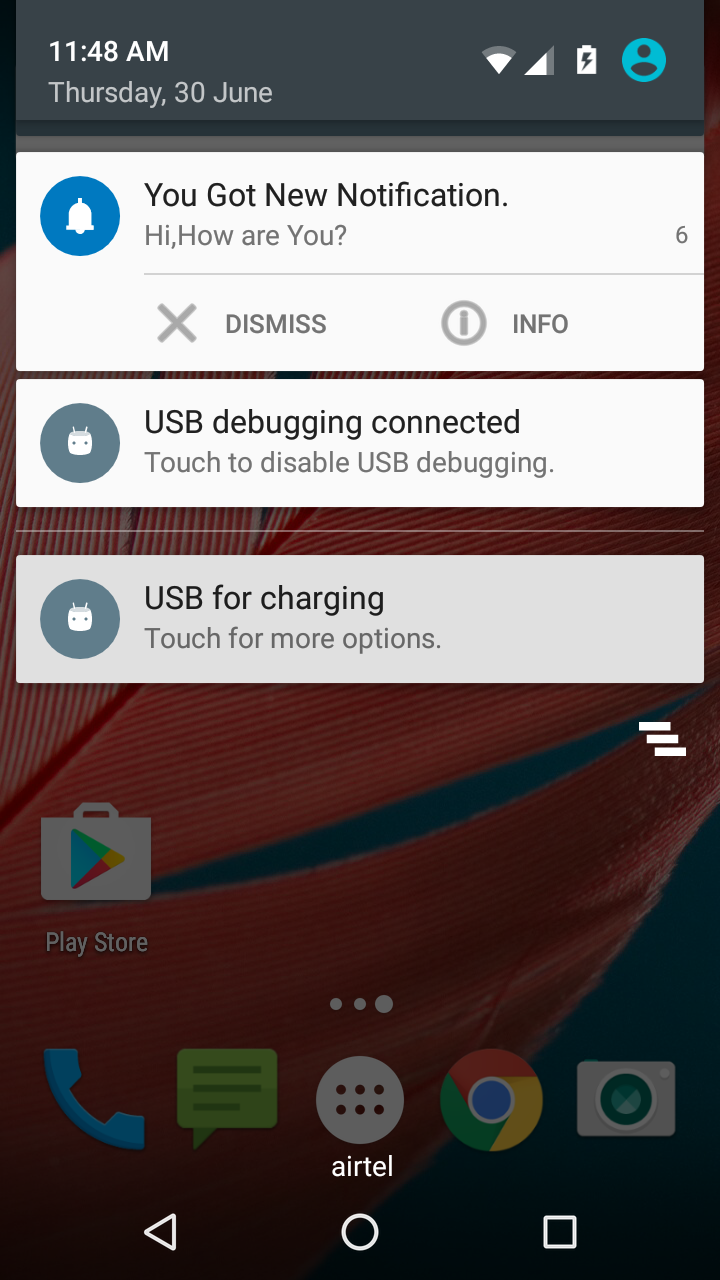 11:48 AM
Thursday, 30 June
You Got New Notification.
Hi,How are You?
6
DISMISS
INFO
USB debugging connected
Touch to disable USB debugging.
USB for charging
Touch for more options.
Play Store
airtel